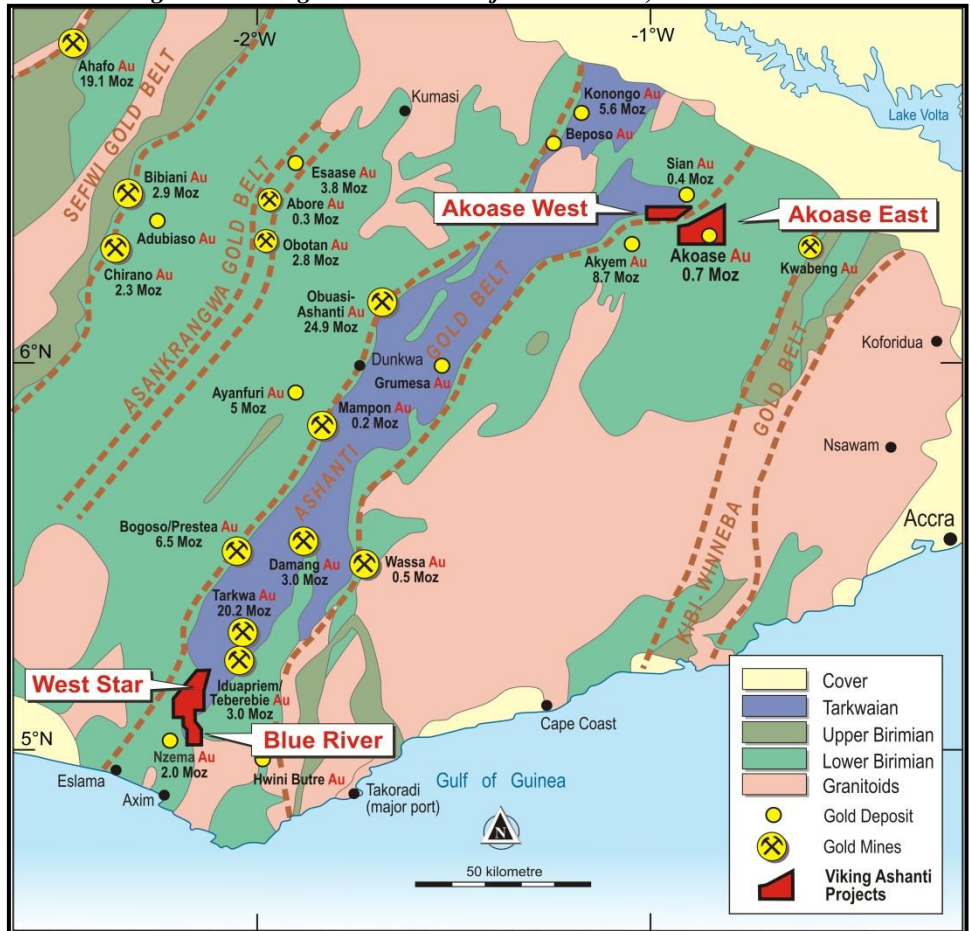 -2°W
-1°W
Ahafo Au
19.1 Moz
SEFWI GOLD BELT
Kumasi
Konongo Au
5.6 Moz
Beposo Au
Lake Volta
Bibiani Au
2.9 Moz
Adubiaso Au
Chirano Au
2.3 Moz
ASANKRANGWA GOLD BELT
Esaase Au
3.8 Moz
Abore Au
0.3 Moz
Obotan Au
2.8 Moz
Sian Au
0.4 Moz
Akoase West
Akoase East
Akyem Au
8.7 Moz
Akoase Au
0.7 Moz
Kwabeng Au
Obuasi-
Ashanti Au
24.9 Moz
6°N
Dunkwa
Grumesa Au
Koforidua
Ayanfuri Au
5 Moz
Mampon Au
0.2 Moz
ASHANTI GOLD BELT
Nsawam
Accra
KIBI-WINNEBA GOLD BELT
Bogoso/Prestea Au
6.5 Moz
Damang Au
3.0 Moz
Wassa Au
0.5 Moz
Tarkwa Au
20.2 Moz
West Star
Iduapriem/
Teberebie Au
3.0 Moz
Blue River
5°N
Nzema Au
2.0 Moz
Hwini Butre Au
Eslama
Axim
Takoradi
(major port)
Cape Coast
Gulf of Guinea
N
50 kilometre
Cover
Tarkwaian
Upper Birimian
Lower Birimian
Granitoids
Gold Deposit
Gold Mines
Viking Ashanti
Projects